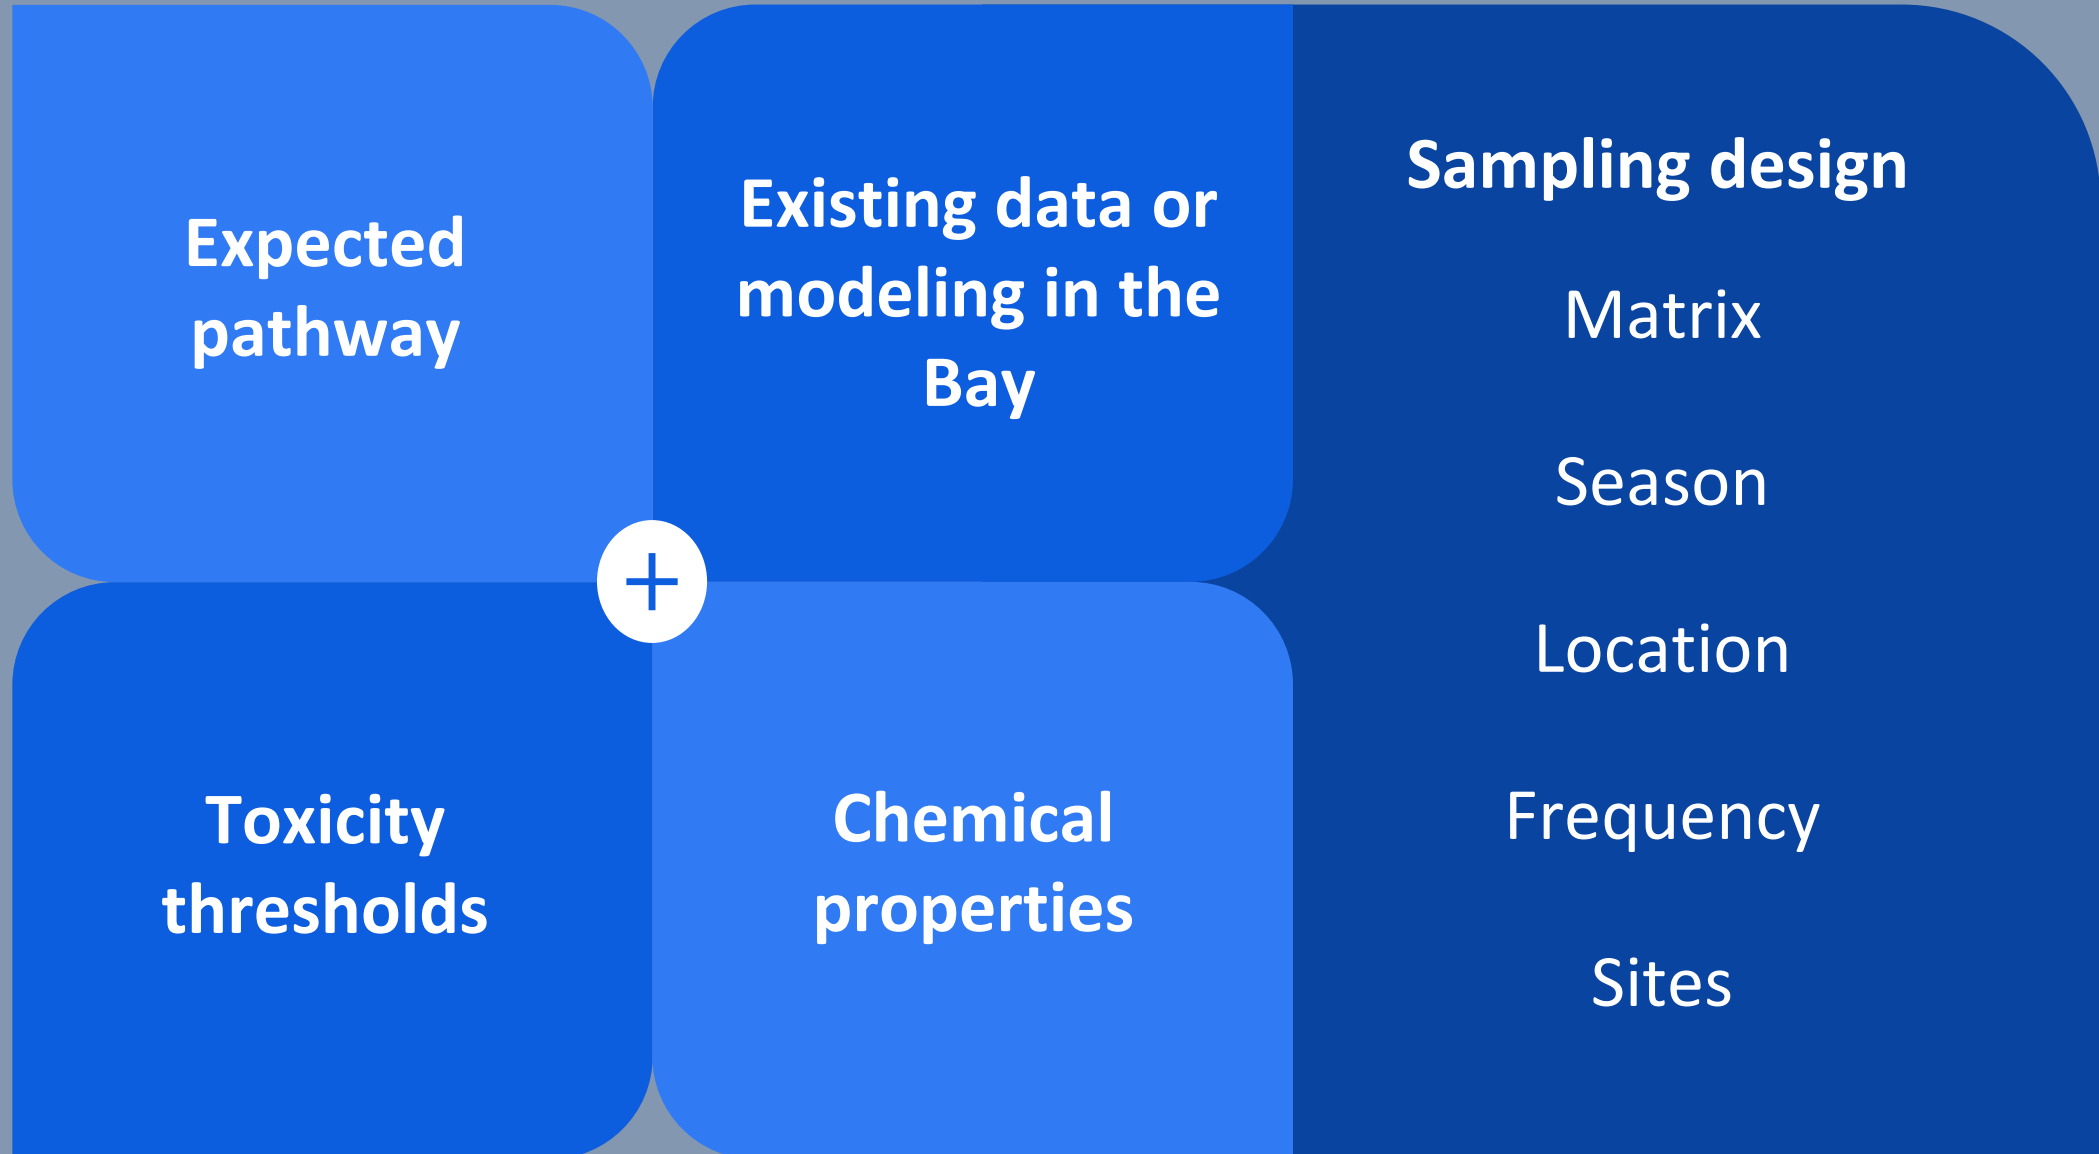 Expected
pathway
Existing data or
modeling in the
Bay
+
Toxicity
thresholds
Chemical
properties
Sampling design
Matrix
Season
Location
Frequency
Sites